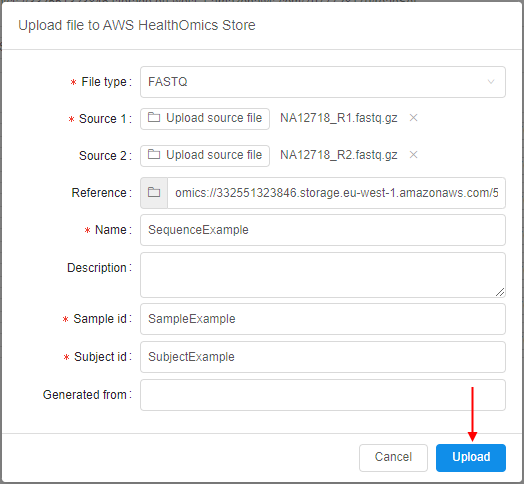 Upload file to AWS HealthOmics Store
* File type: FASTQ
* Source 1: Upload source file NA12718_R1.fastq.gz
Source 2: Upload source file NA12718_R2.fastq.gz
Reference: omics://332551323846.storage.eu-west-1.amazonaws.com/5
* Name: SequenceExample
Description:
* Sample id: SampleExample
* Subject id: SubjectExample
Generated from:
Cancel Upload